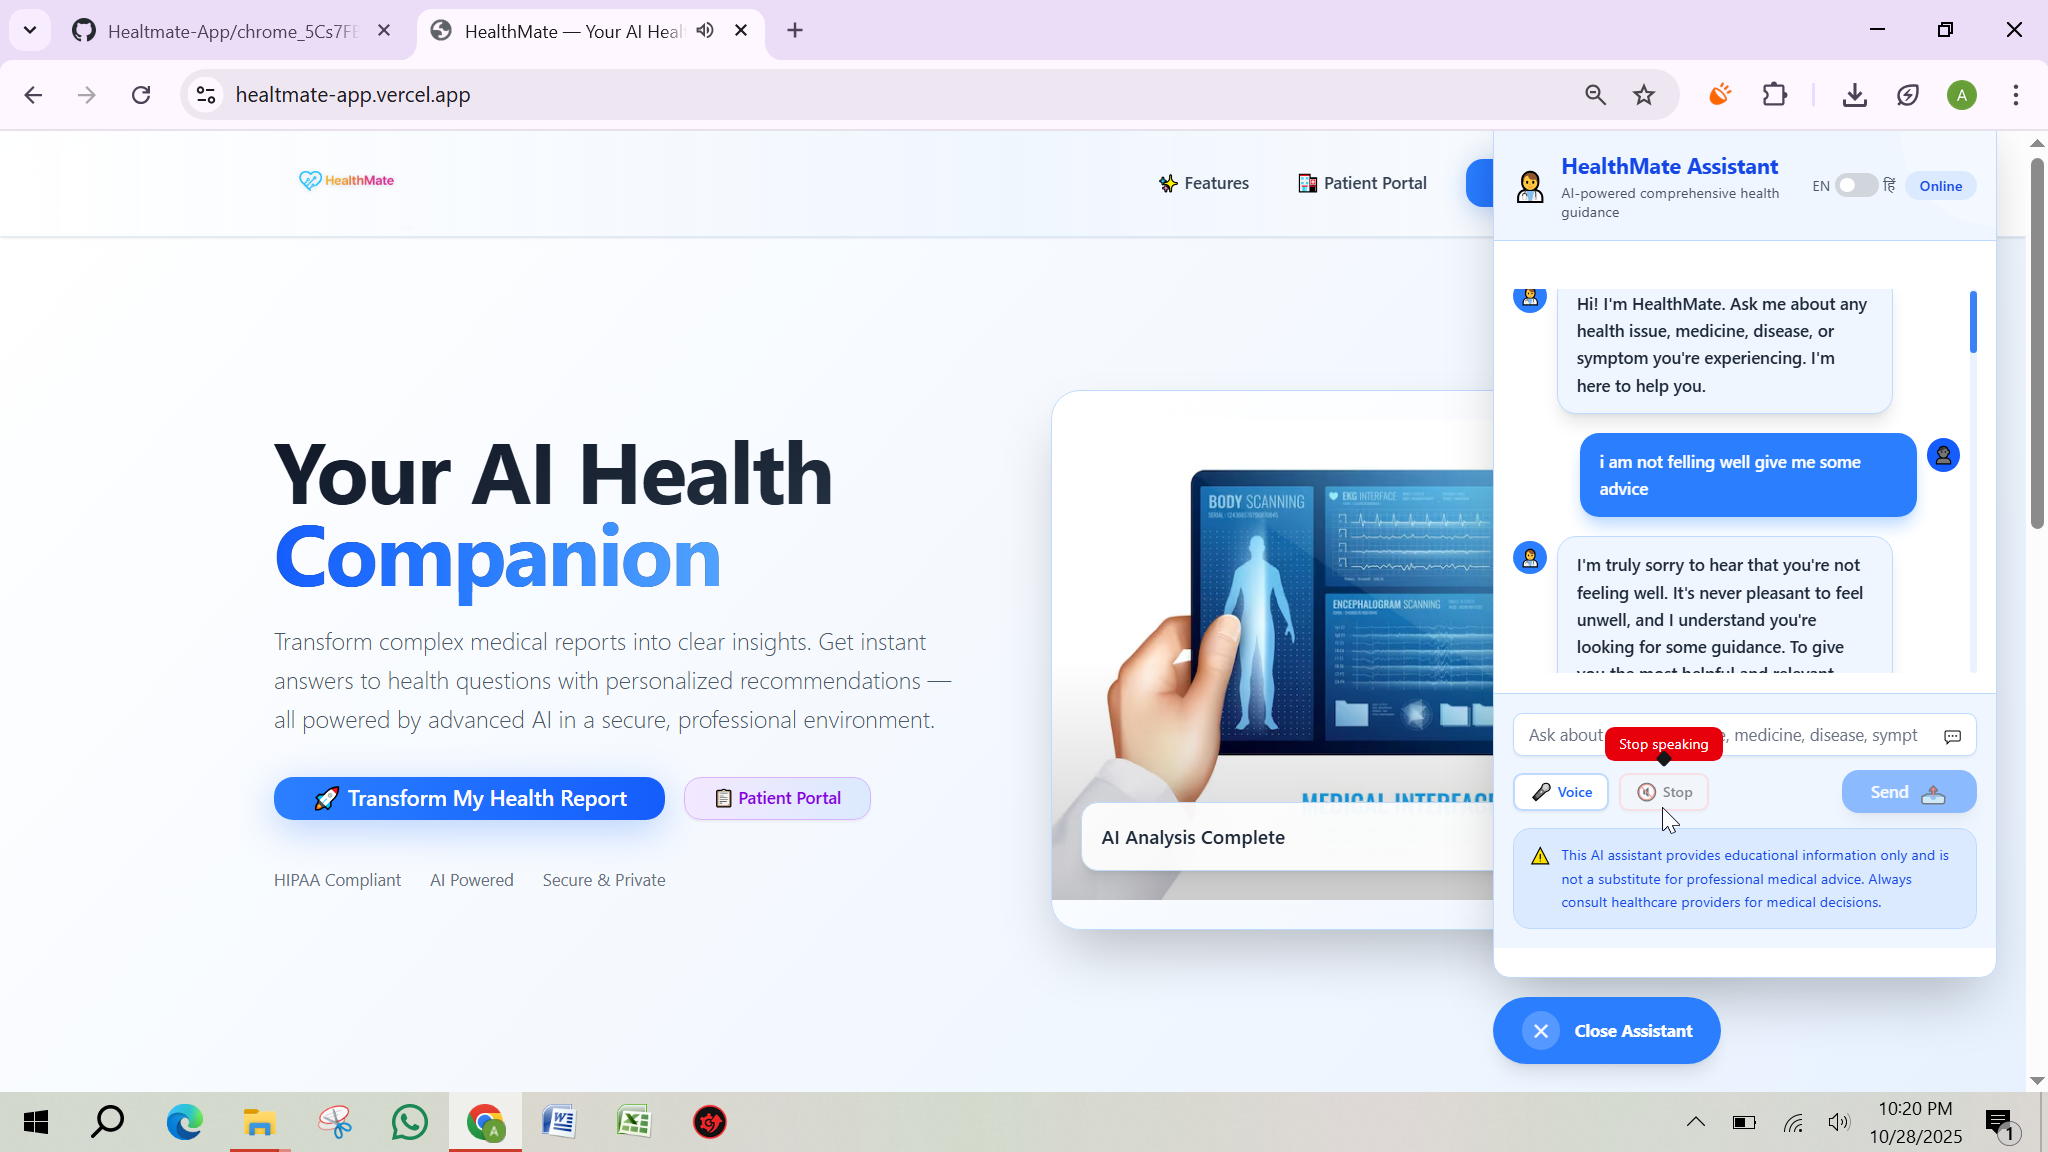 Healtmate-App/chrome_5Cs7F
HealthMate — Your AI Heal
healtmate-app.vercel.app
A
HealthMate
✨ Features
Patient Portal
HealthMate Assistant
AI-powered comprehensive health
guidance
EN
हिं
Online
Hi! I'm HealthMate. Ask me about any
health issue, medicine, disease, or
symptom you're experiencing. I'm
here to help you.
i am not felling well give me some
advice
I'm truly sorry to hear that you're not
feeling well. It's never pleasant to feel
unwell, and I understand you're
looking for some guidance. To give
you the most helpful and relevant
Your AI Health
Companion
Transform complex medical reports into clear insights. Get instant
answers to health questions with personalized recommendations —
all powered by advanced AI in a secure, professional environment.
🚀 Transform My Health Report
📋 Patient Portal
HIPAA Compliant
AI Powered
Secure & Private
BODY SCANNING
EKG INTERFACE
ENCEPHALOGRAM SCANNING
MEDICAL INTERFACE
AI Analysis Complete
Ask about
, medicine, disease, sympt
Stop speaking
Voice
Stop
Send
This AI assistant provides educational information only and is
not a substitute for professional medical advice. Always
consult healthcare providers for medical decisions.
Close Assistant
10:20 PM
10/28/2025
1